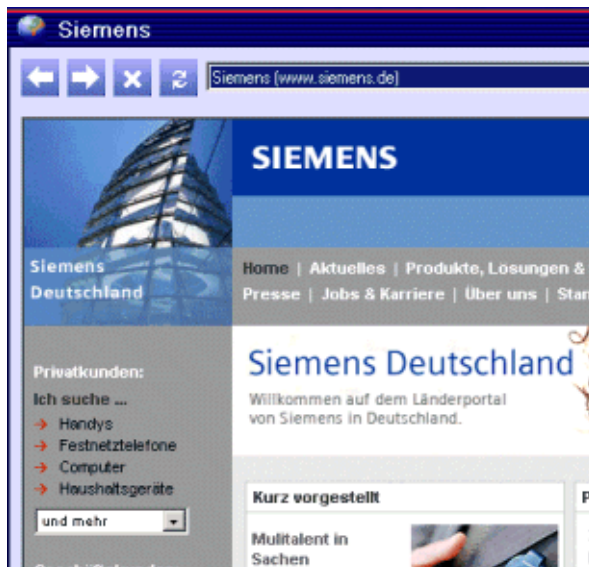 Siemens
Siemens (www.siemens.de)
SIEMENS
Siemens
Deutschland
Home | Aktuelles | Produkte, Lösungen &
Presse | Jobs & Karriere | Über uns |
Siemens Deutschland
Willkommen auf dem Länderportal
von Siemens in Deutschland.
Privatkunden:
Ich suche ...
Handys
Festnetztelefone
Computer
Haushaltsgeräte
und mehr
Kurz vorgestellt
Mulitalent in
Sachen